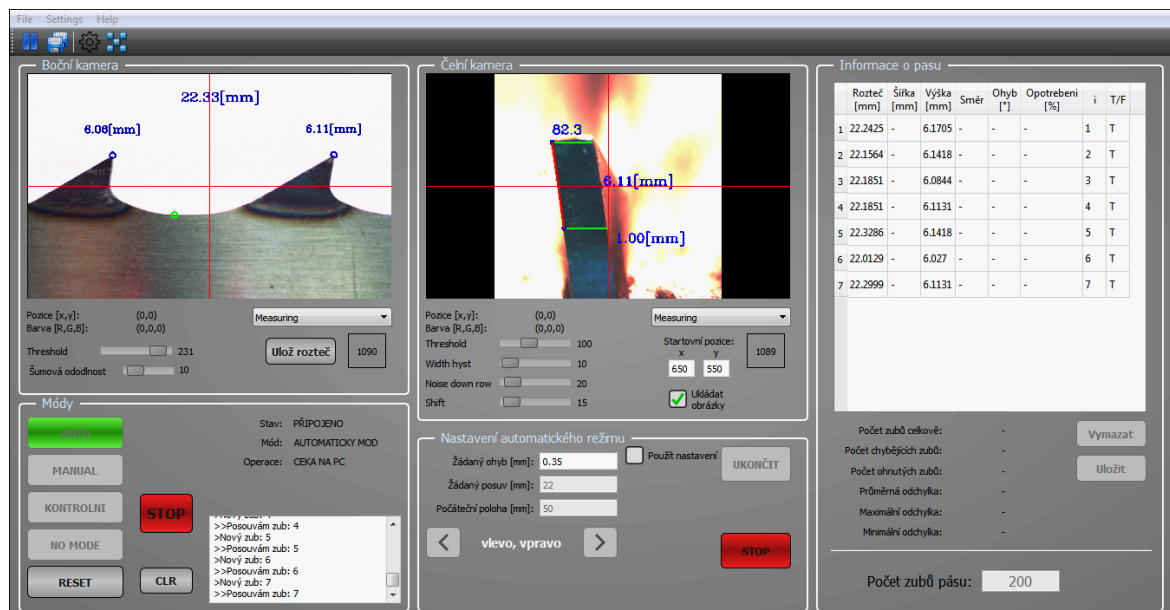 File Settings Help
Boční kamera
22.33[mm]
6.06[mm] 6.11[mm]
Pozice [x,y]: (0,0)
Barva [R,G,B]: (0,0,0)
Measuring
Threshold 231
Šumová ododlnost 10
Ulož rozteč
1090
Čelní kamera
82.3
6.11[mm]
1.00[mm]
Pozice [x,y]: (0,0)
Barva [R,G,B]: (0,0,0)
Measuring
Threshold 100
Width hyst 10
Noise down row 20
Shift 15
Startovní pozice:
x y
650 550
1089
Ukládat
obrázky
Informace o pasu
Rozteč Šířka Výška Směr Ohyb Opotrebeni i T/F
[mm] [mm] [mm] [°] [%]
1 22.2425 - 6.1705 - - - 1 T
2 22.1564 - 6.1418 - - - 2 T
3 22.1851 - 6.0844 - - - 3 T
4 22.1851 - 6.1131 - - - 4 T
5 22.3286 - 6.1418 - - - 5 T
6 22.0129 - 6.027 - - - 6 T
7 22.2999 - 6.1131 - - - 7 T
Počet zubů celkově: -
Počet chybějících zubů: -
Počet ohnutých zubů: -
Průměrná odchylka: -
Maximální odchylka: -
Minimální odchylka: -
Vymazat
Uložit
Počet zubů pásu: 200
Módy
AUTO
MANUAL
KONTROLNI
NO MODE
RESET
STOP
CLR
Stav: PŘIPOJENO
Mód: AUTOMATICKY MOD
Operace: CEKA NA PC
>>Posouvám zub: 4
>Nový zub: 5
>>Posouvám zub: 5
>Nový zub: 6
>>Posouvám zub: 6
>Nový zub: 7
>>Posouvám zub: 7
Nastavení automatického režimu
Žádaný ohyb [mm]: 0.35
Žádaný posuv [mm]: 22
Počáteční poloha [mm]: 50
Použít nastavení
UKONČIT
< vlevo, vpravo >
STOP